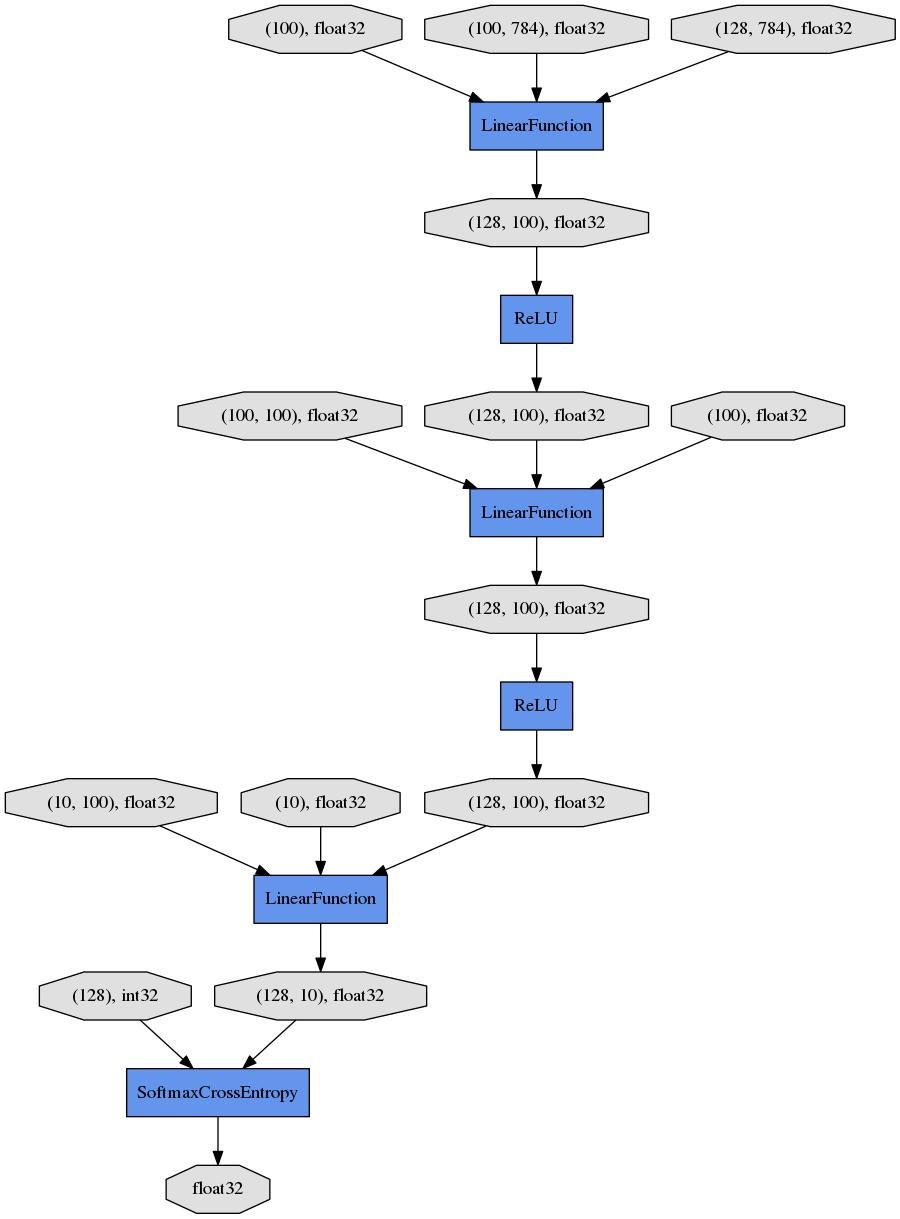 (100), float32
(100, 784), float32
(128, 784), float32
LinearFunction
(128, 100), float32
ReLU
(100, 100), float32
(128, 100), float32
(100), float32
LinearFunction
(128, 100), float32
ReLU
(10, 100), float32
(10), float32
(128, 100), float32
LinearFunction
(128), int32
(128, 10), float32
SoftmaxCrossEntropy
float32